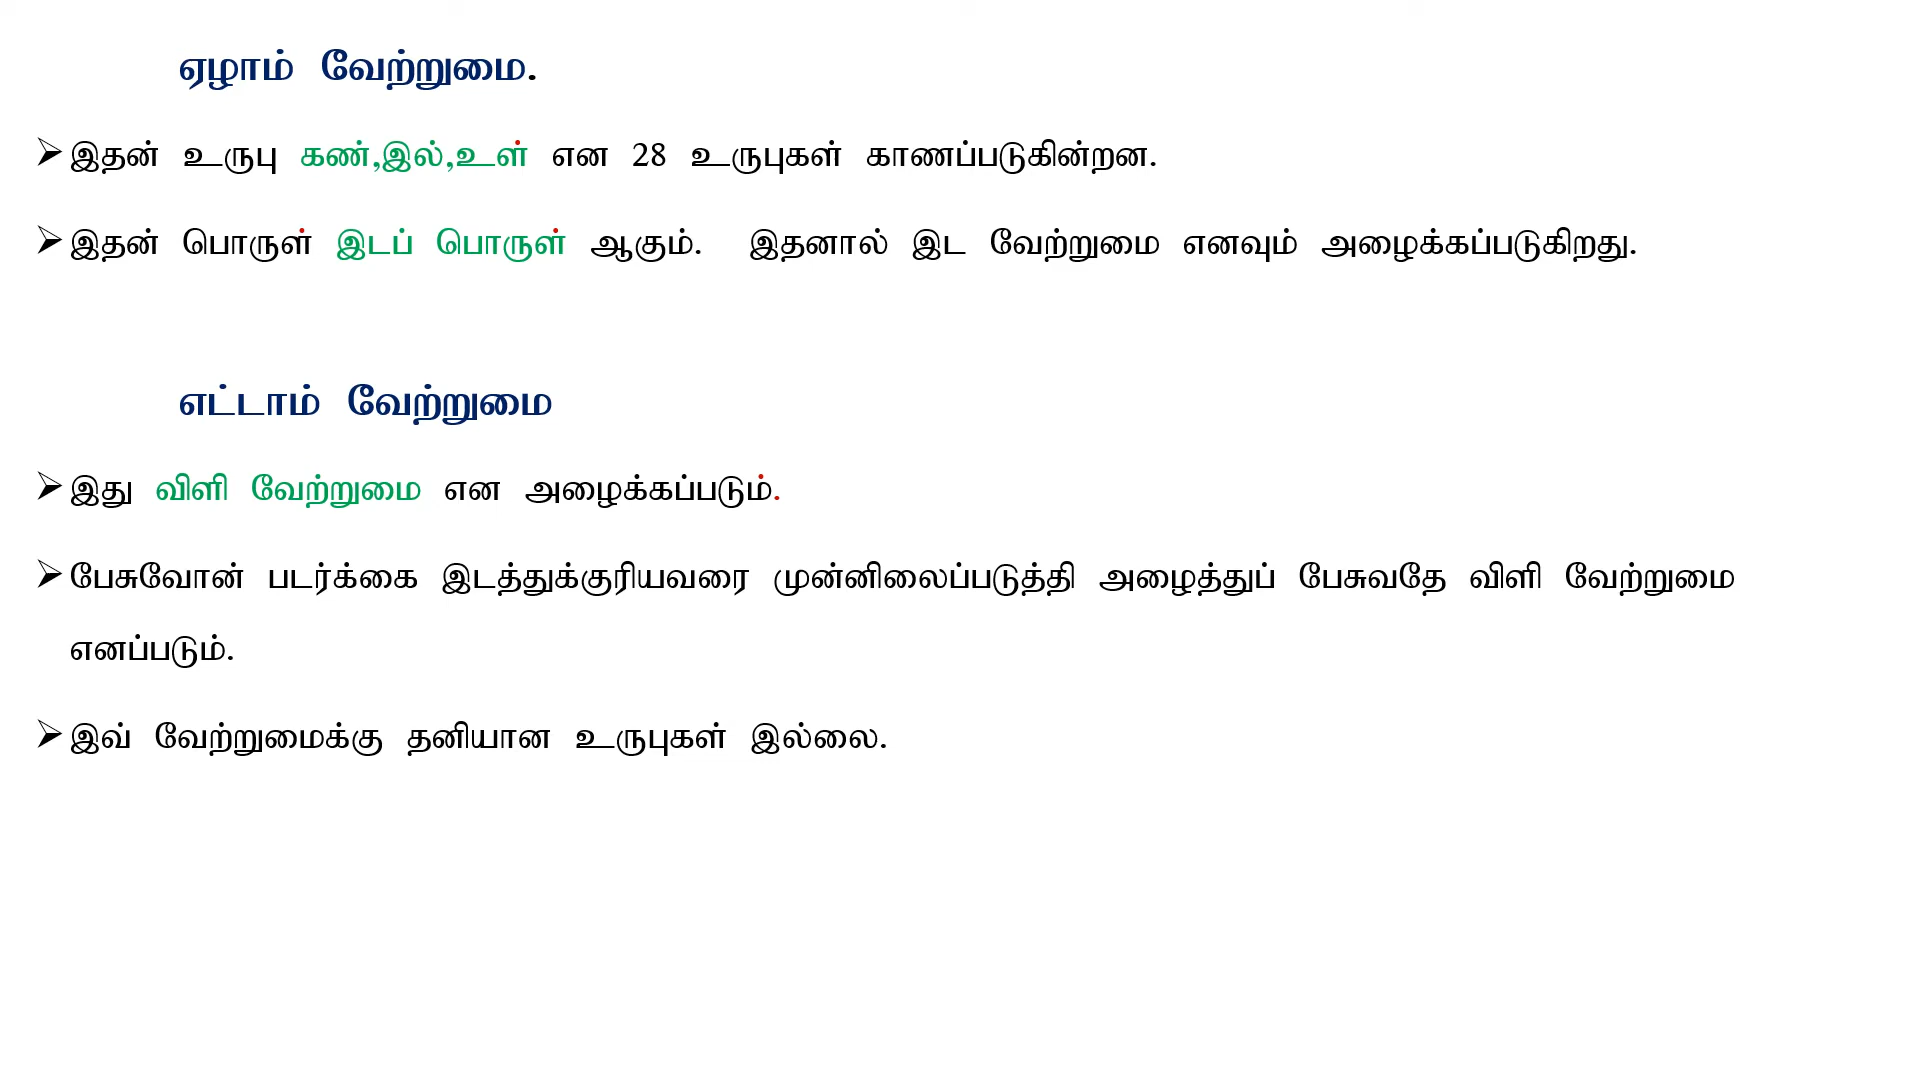 ஏழாம் வேற்றுமை.
➢இதன் உருபு கண்,இல்,உள் என 28 உருபுகள் காணப்படுகின்றன.
➢இதன் பொருள் இடப் பொருள் ஆகும். இதனால் இட வேற்றுமை எனவும் அழைக்கப்படுகிறது.
எட்டாம் வேற்றுமை
➢இது விளி வேற்றுமை என அழைக்கப்படும்.
➢பேசுவோன் படர்க்கை இடத்துக்குரியவரை முன்னிலைப்படுத்தி அழைத்துப் பேசுவதே விளி வேற்றுமை
எனப்படும்.
➢இவ் வேற்றுமைக்கு தனியான உருபுகள் இல்லை.